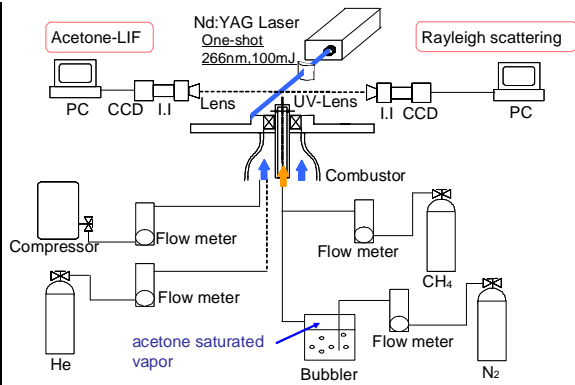 Nd:YAG Laser
Acetone-LIF
One-shot
Rayleigh scattering
266nm,100mJ
PC CCD I.I Lens
UV-Lens
I.I CCD PC
Combustor
Compressor
Flow meter
Flow meter
CH4
He
Flow meter
acetone saturated
vapor
Flow meter
Bubbler
N2